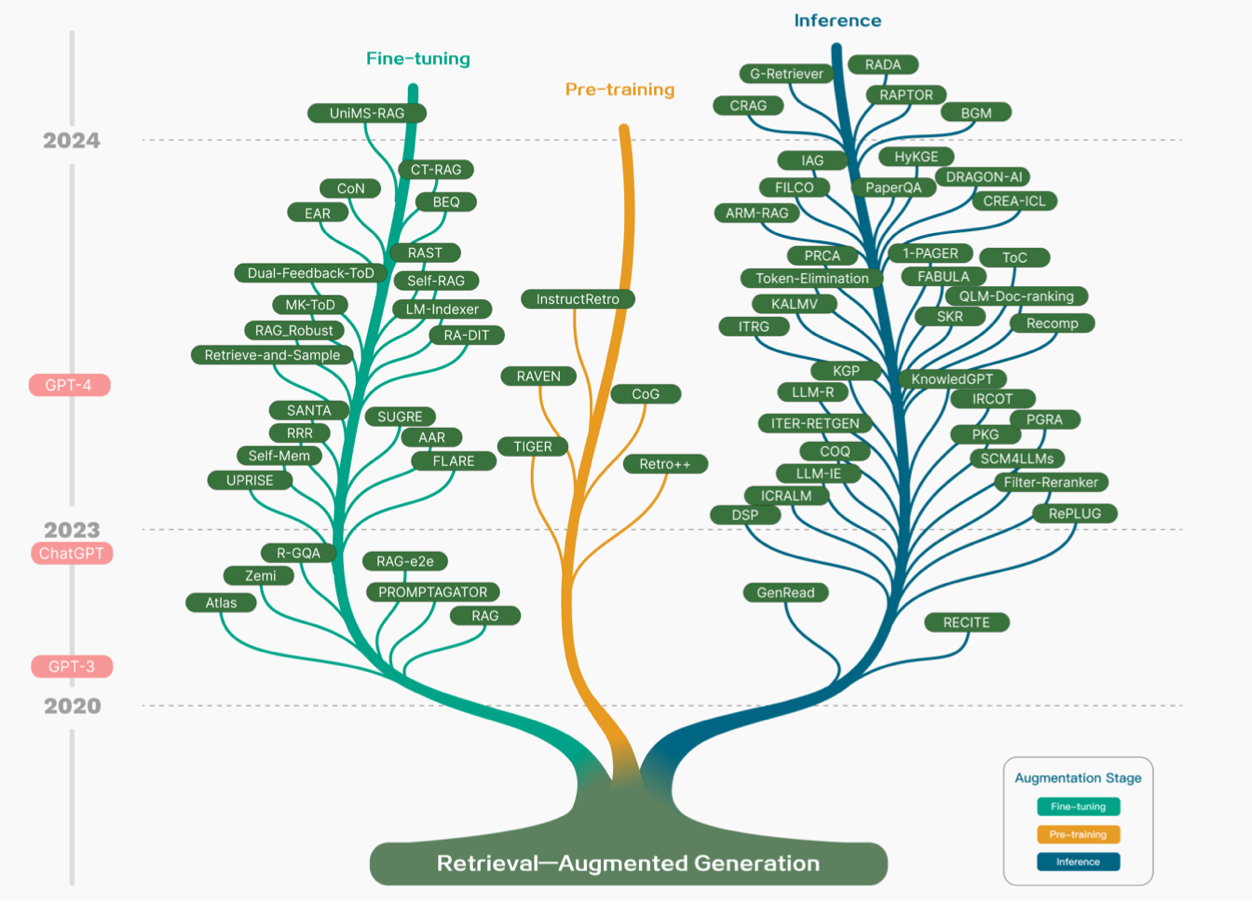 Inference
Fine-tuning
Pre-training
2024
UniMS-RAG
CT-RAG
CoN
BEQ
EAR
RAST
Dual-Feedback-ToD
Self-RAG
MK-ToD
LM-Indexer
RAG_Robust
RA-DIT
Retrieve-and-Sample
GPT-4
SANTA
SUGRE
RRR
AAR
Self-Mem
FLARE
UPRISE
2023
ChatGPT
R-GQA
RAG-e2e
Zemi
PROMPTAGATOR
Atlas
RAG
GPT-3
2020
InstructRetro
RAVEN
CoG
TIGER
Retro++
RADA
G-Retriever
RAPTOR
CRAG
BGM
HyKGE
IAG
DRAGON-AI
FILCO
PaperQA
CREA-ICL
ARM-RAG
1-PAGER
PRCA
ToC
Token-Elimination
FABULA
QLM-Doc-ranking
KALMV
SKR
Recomp
ITRG
KGP
KnowledGPT
LLM-R
IRCOT
PGRA
ITER-RETGEN
PKG
COQ
SCM4LLMs
LLM-IE
Filter-Reranker
ICRALM
DSP
RePLUG
GenRead
RECITE
Augmentation Stage
Fine-tuning
Pre-training
Inference
Retrieval—Augmented Generation